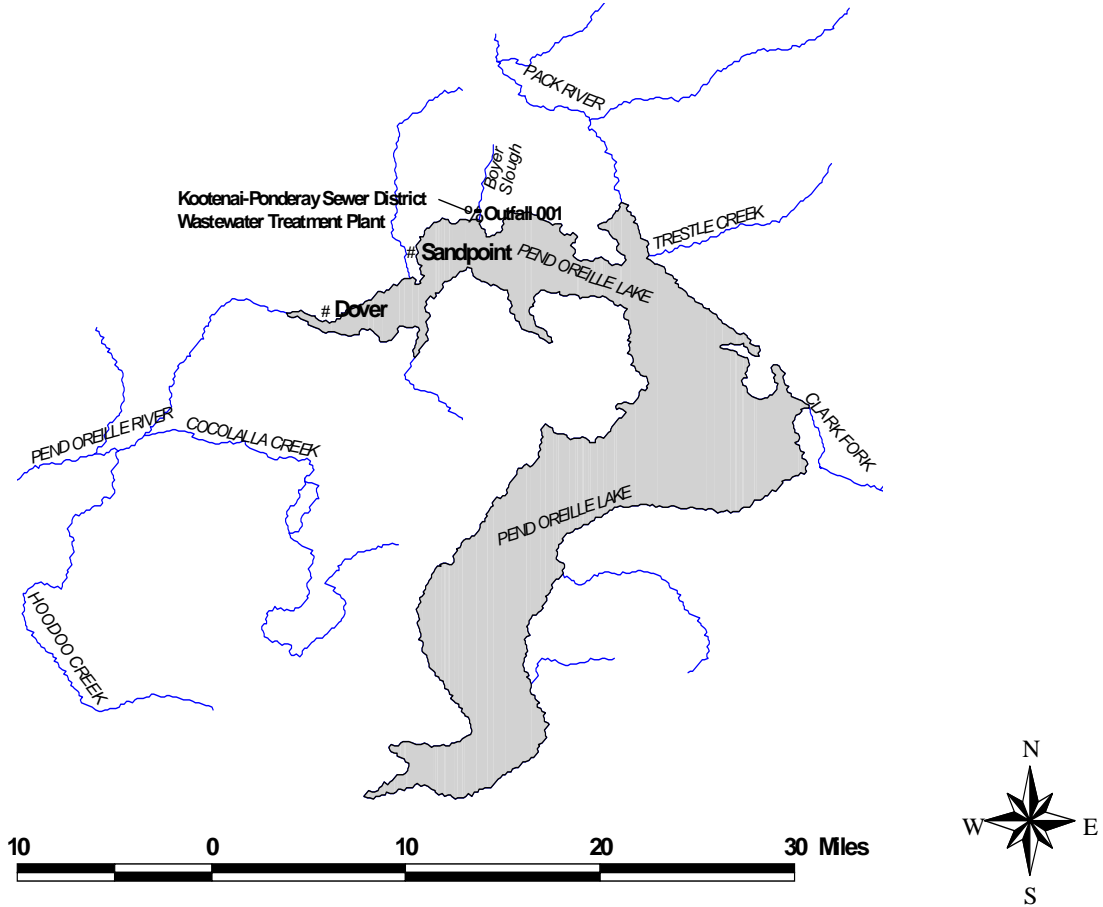 PACK RIVER
Boyer
Slough
Kootenai-Ponderay Sewer District
Wastewater Treatment Plant
Outfall 001
TRESTLE CREEK
# Sandpoint
PEND OREILLE LAKE
# Dover
CLARK FORK
PEND OREILLE RIVER
COCOLALLA CREEK
PEND OREILLE LAKE
HOODOO CREEK
N
W
E
S
10 0 10 20 30 Miles